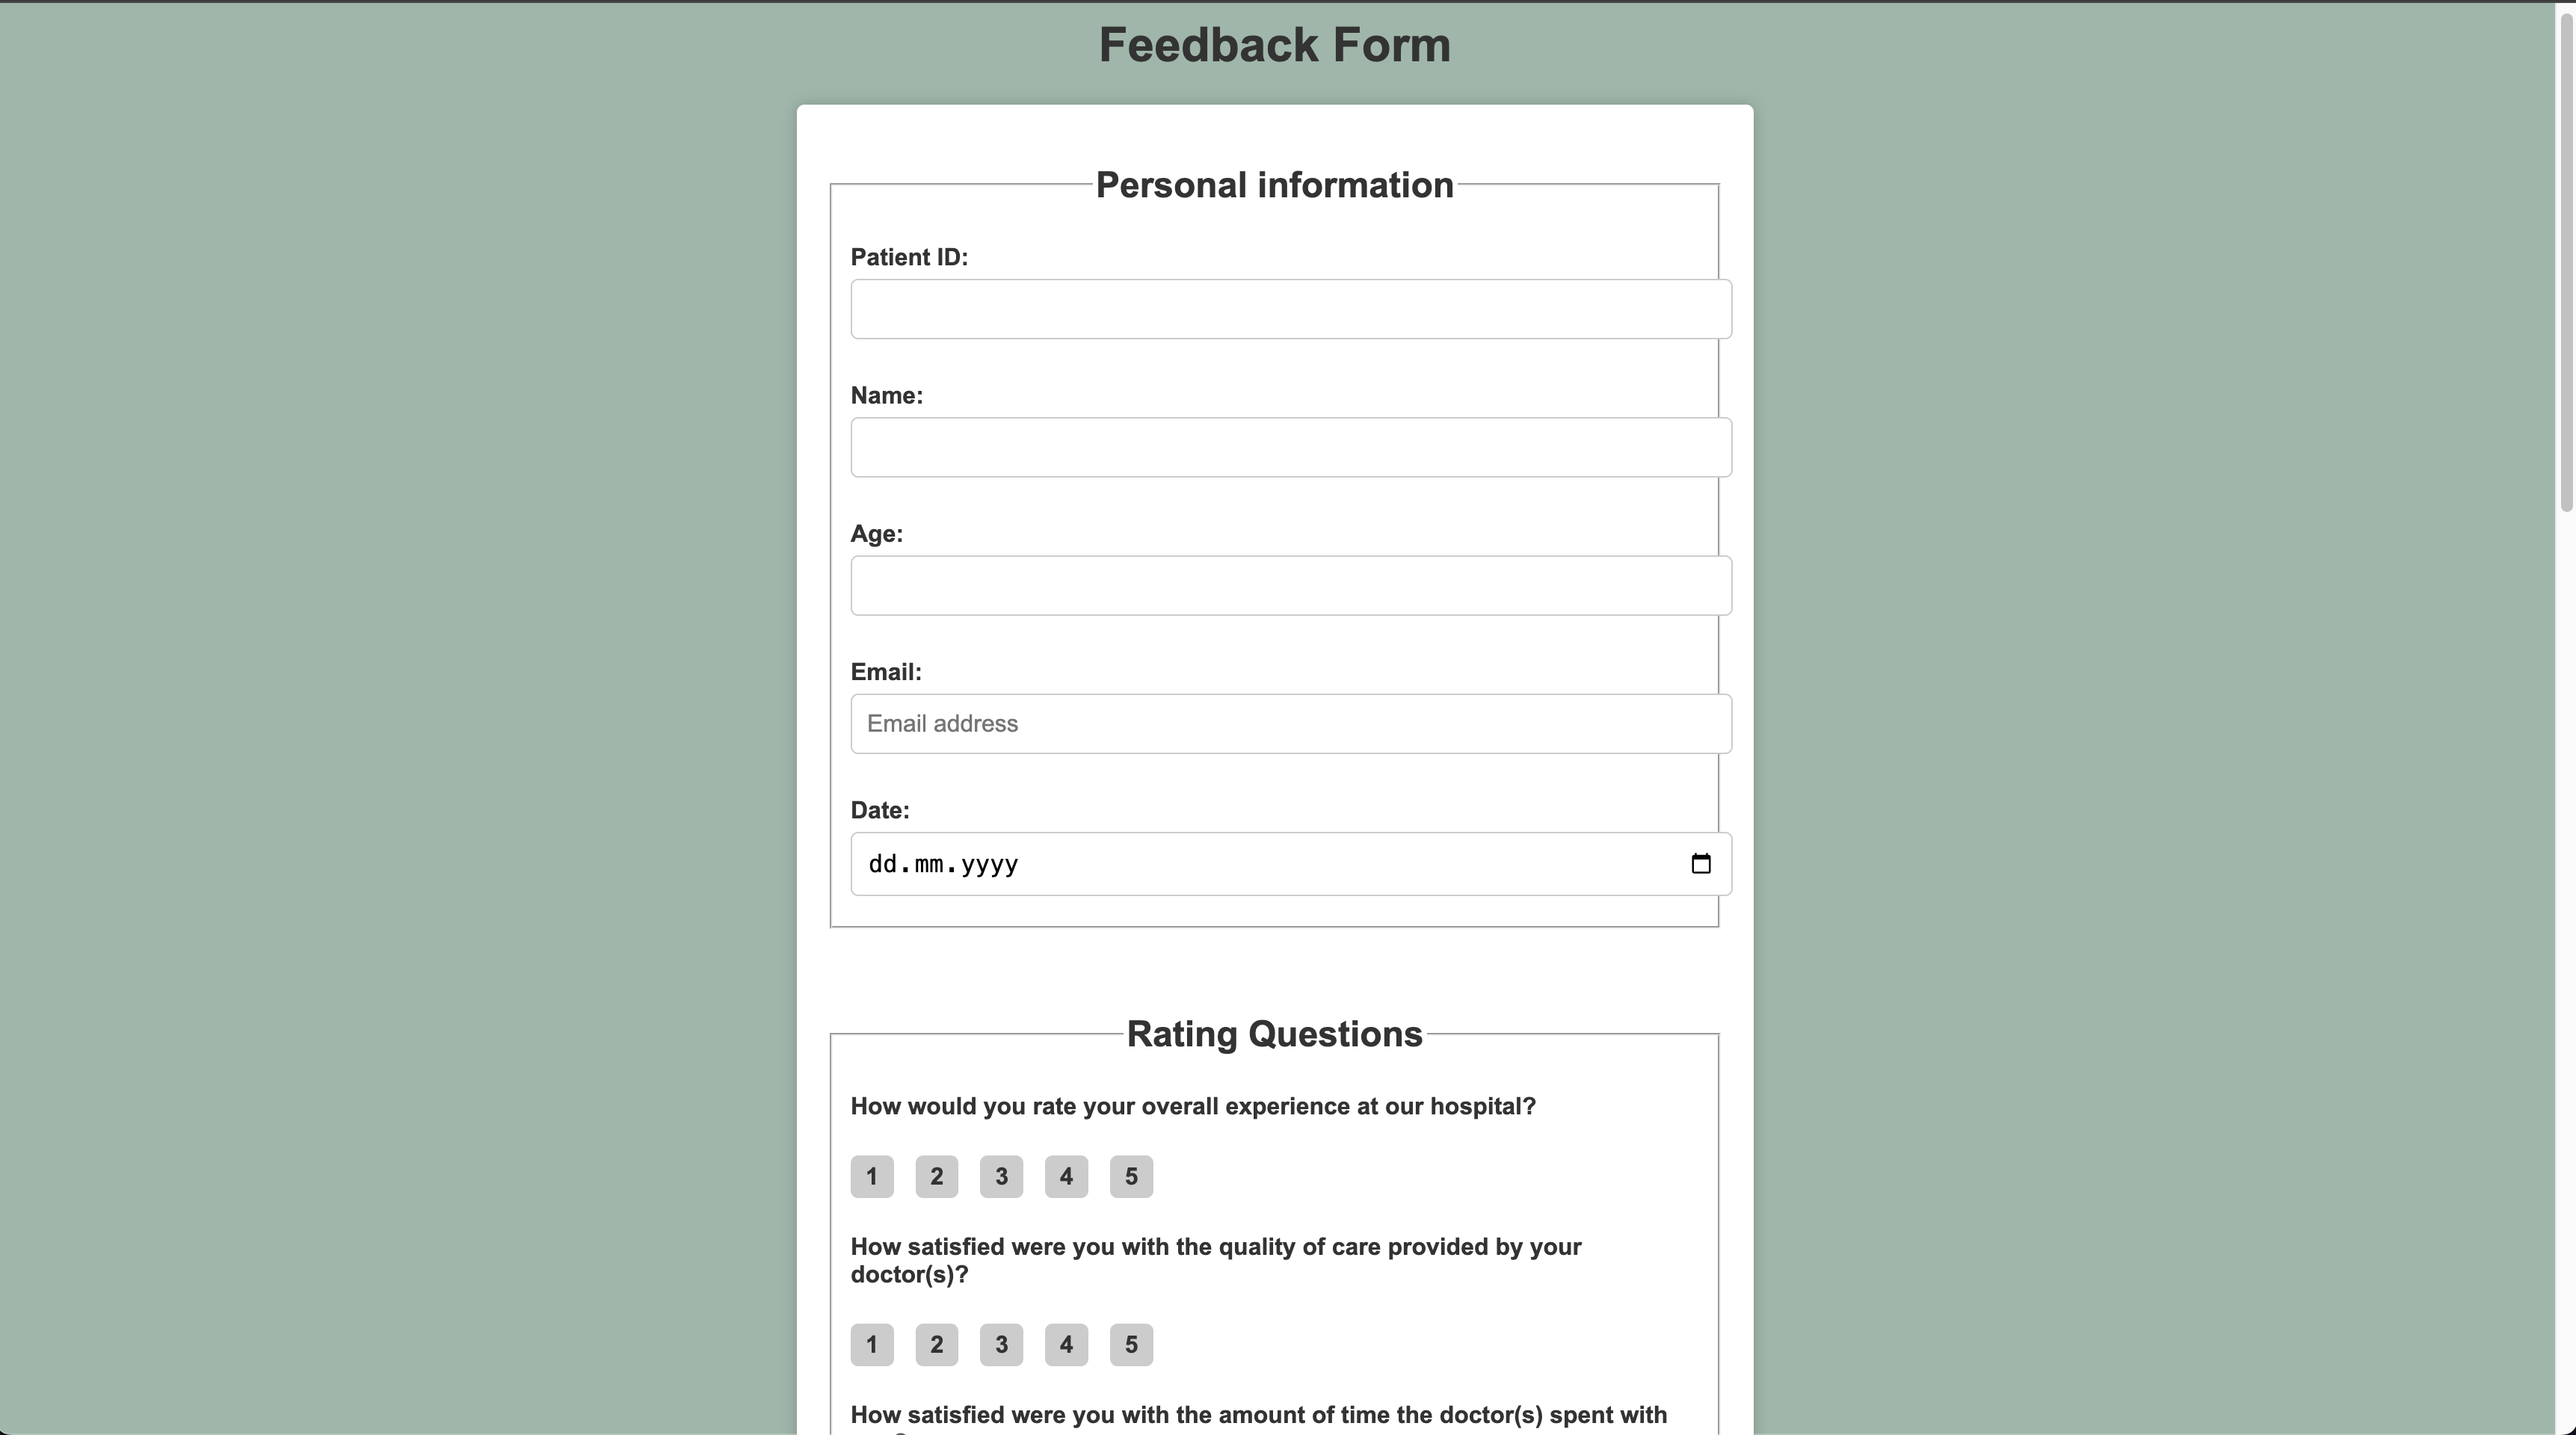 Feedback Form
Personal information
Patient ID:
Name:
Age:
Email:
Email address
Date:
dd.mm.yyyy
Rating Questions
How would you rate your overall experience at our hospital?
1 2 3 4 5
How satisfied were you with the quality of care provided by your
doctor(s)?
1 2 3 4 5
How satisfied were you with the amount of time the doctor(s) spent with